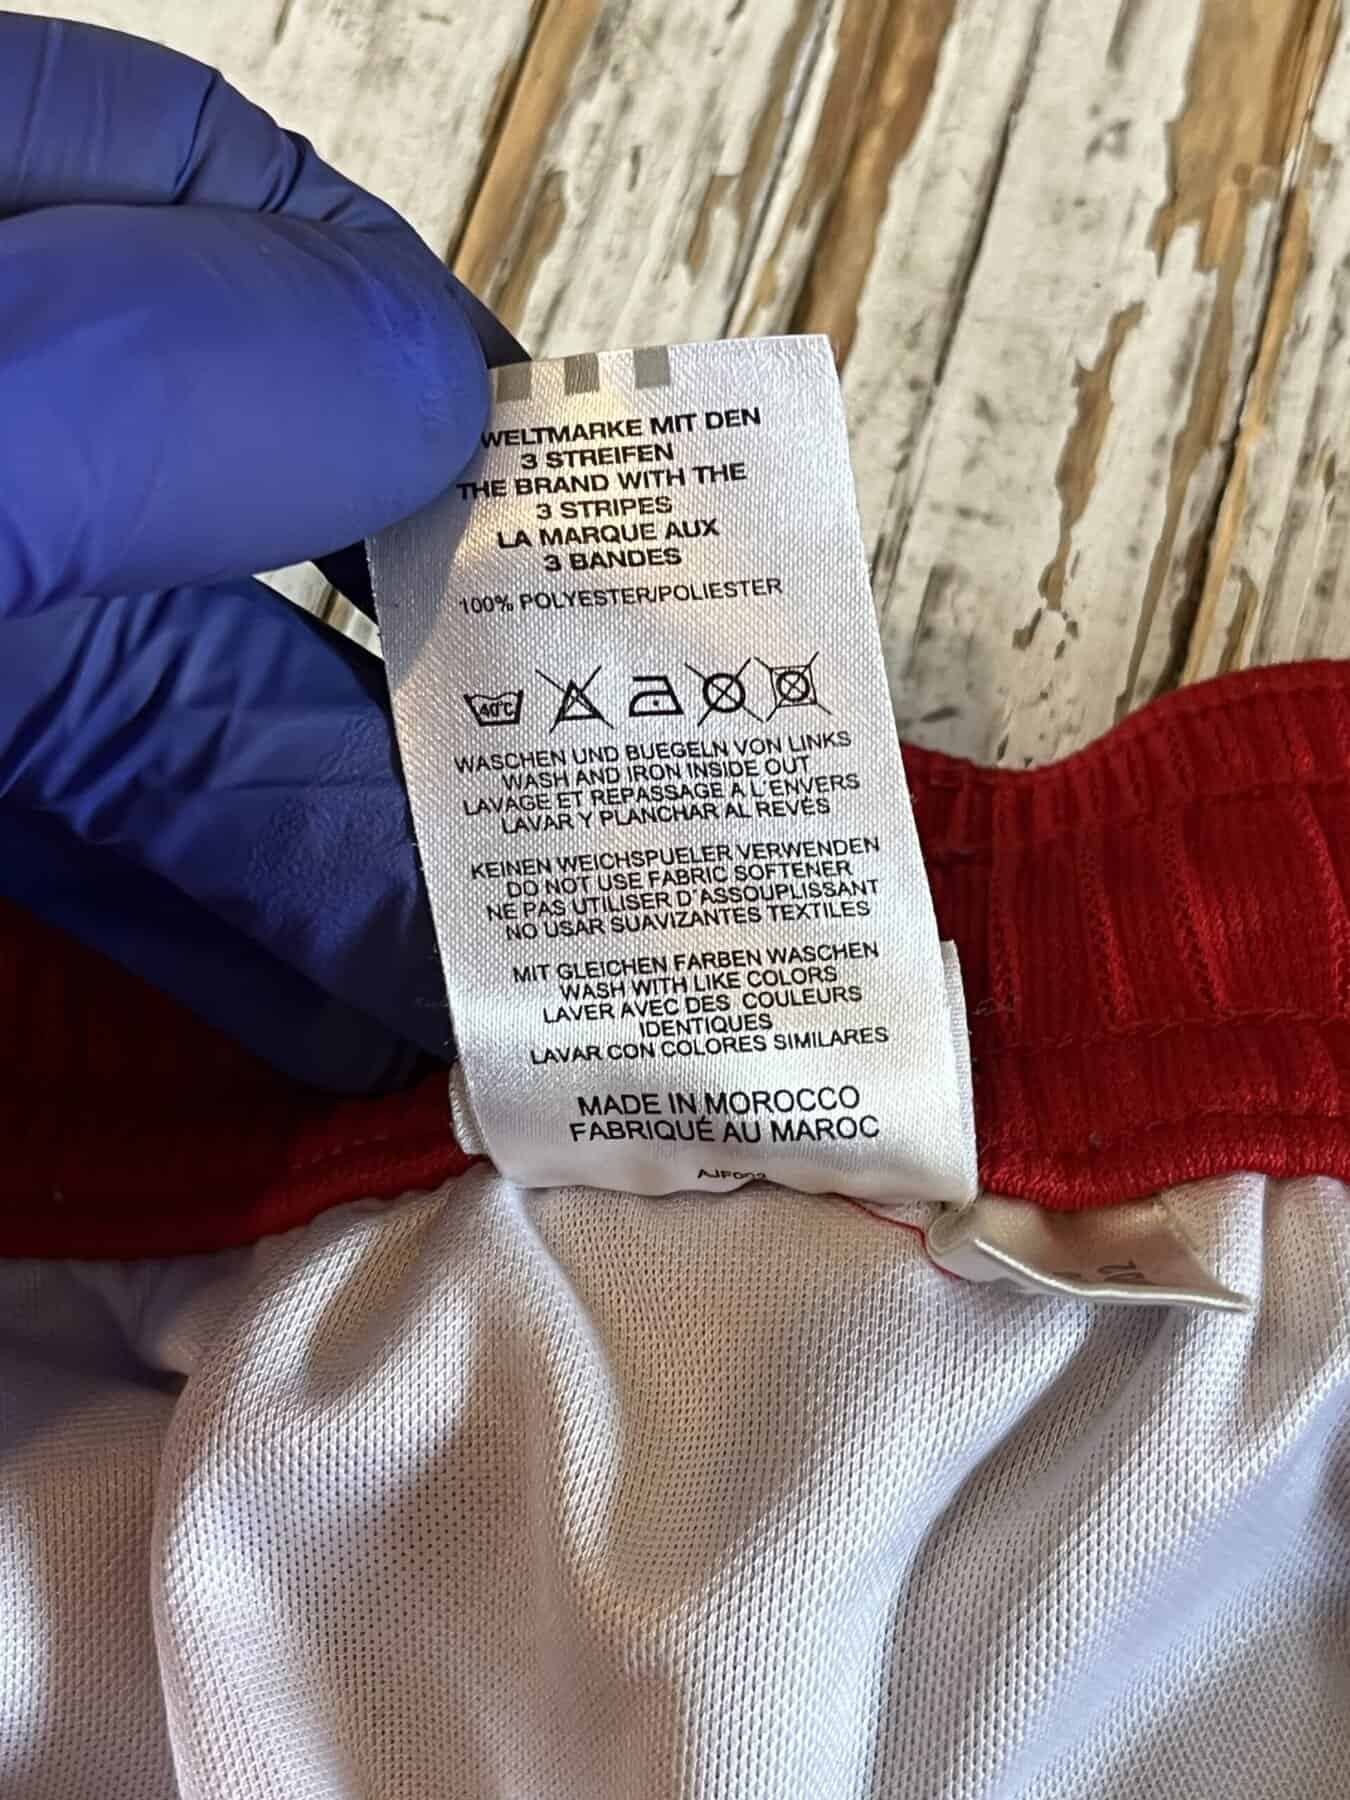 WELTMARKE MIT DEN
3 STREIFEN
THE BRAND WITH THE
3 STRIPES
LA MARQUE AUX
3 BANDES
100% POLYESTER/POLIESTER
40°C
WASCHEN UND BUEGELN VON LINKS
WASH AND IRON INSIDE OUT
LAVAGE ET REPASSAGE A L'ENVERS
LAVAR Y PLANCHAR AL REVÉS
KEINEN WEICHSPUELER VERWENDEN
DO NOT USE FABRIC SOFTENER
NE PAS UTILISER D'ASSOUPLISSANT
NO USAR SUAVIZANTES TEXTILES
MIT GLEICHEN FARBEN WASCHEN
WASH WITH LIKE COLORS
LAVER AVEC DES COULEURS
IDENTIQUES
LAVAR CON COLORES SIMILARES
MADE IN MOROCCO
FABRIQUÉ AU MAROC